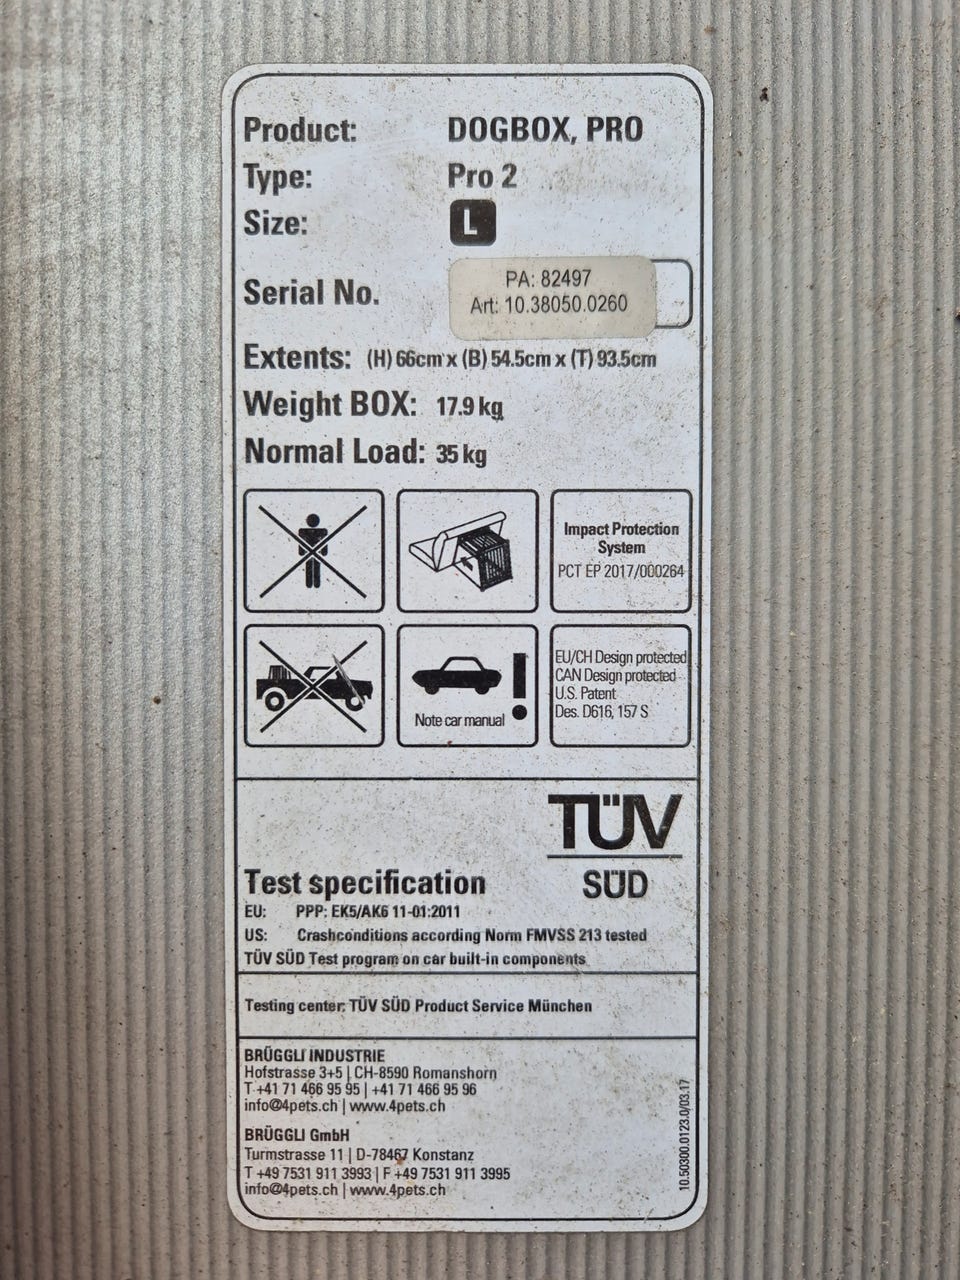 Product: DOGBOX, PRO
Type: Pro 2
Size: L
Serial No. PA: 82497
Art: 10.38050.0260
Extents: (H) 66cm x (B) 54.5cm x (T) 93.5cm
Weight BOX: 17.9 kg
Normal Load: 35 kg
Impact Protection
System
PCT EP 2017/000264
Note car manual
EU/CH Design protected
CAN Design protected
U.S. Patent
Des. D616, 157 S
TÜV
SÜD
Test specification
EU: PPP: EK5/AK6 11-01:2011
US: Crashconditions according Norm FMVSS 213 tested
TÜV SÜD Test program on car built-in components
Testing center: TÜV SÜD Product Service München
BRÜGGLI INDUSTRIE
Hofstrasse 3+5 | CH-8590 Romanshorn
T +41 71 466 95 95 | +41 71 466 95 96
info@4pets.ch | www.4pets.ch
BRÜGGLI GmbH
Turmstrasse 11 | D-78467 Konstanz
T +49 7531 911 3993 | F +49 7531 911 3995
info@4pets.ch | www.4pets.ch
10.50300.0123.0/03.17